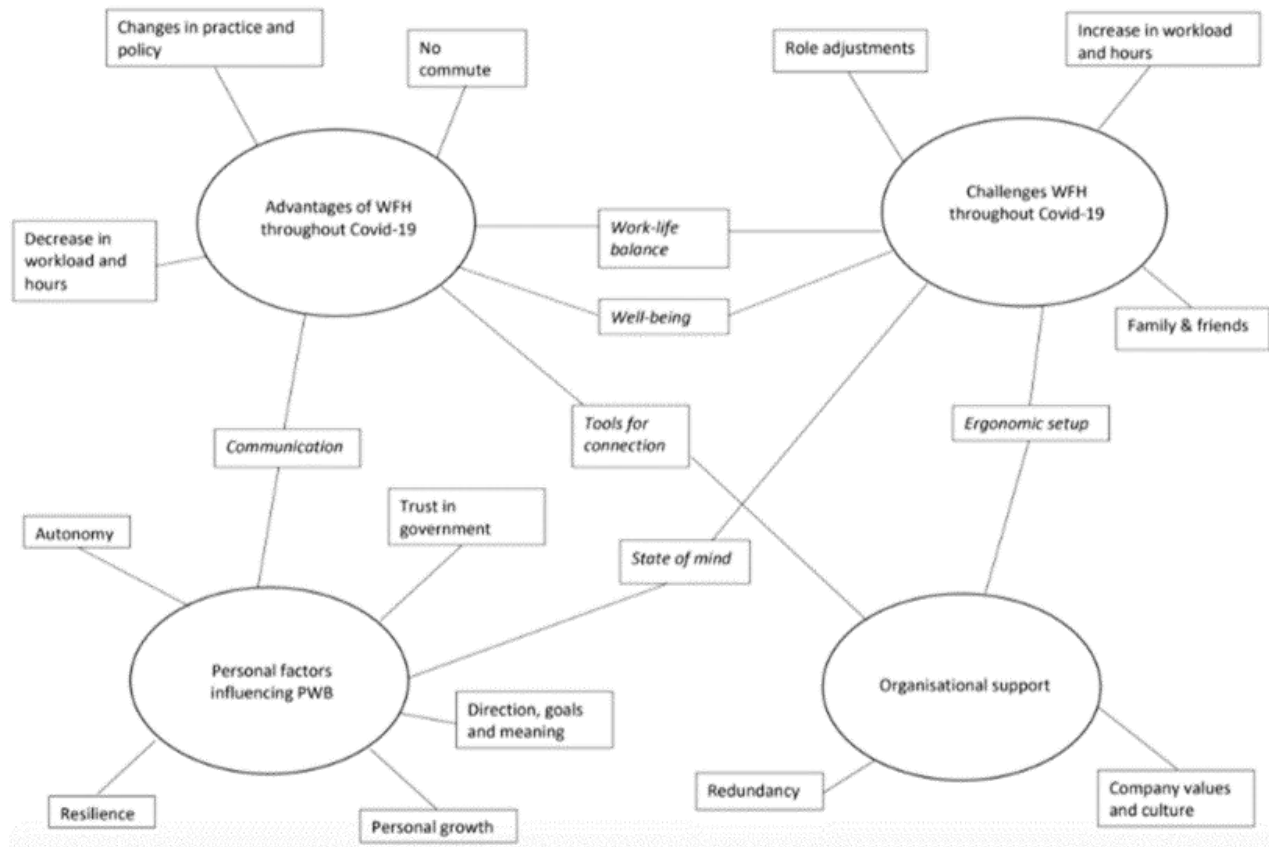 Changes in practice and
policy
No
commute
Role adjustments
Increase in workload
and hours
Advantages of WFH
throughout Covid-19
Challenges WFH
throughout Covid-19
Decrease in
workload and
hours
Work-life
balance
Well-being
Family & friends
Communication
Tools for
connection
Ergonomic setup
Autonomy
Trust in
government
State of mind
Personal factors
influencing PWB
Organisational support
Direction, goals
and meaning
Resilience
Personal growth
Redundancy
Company values
and culture